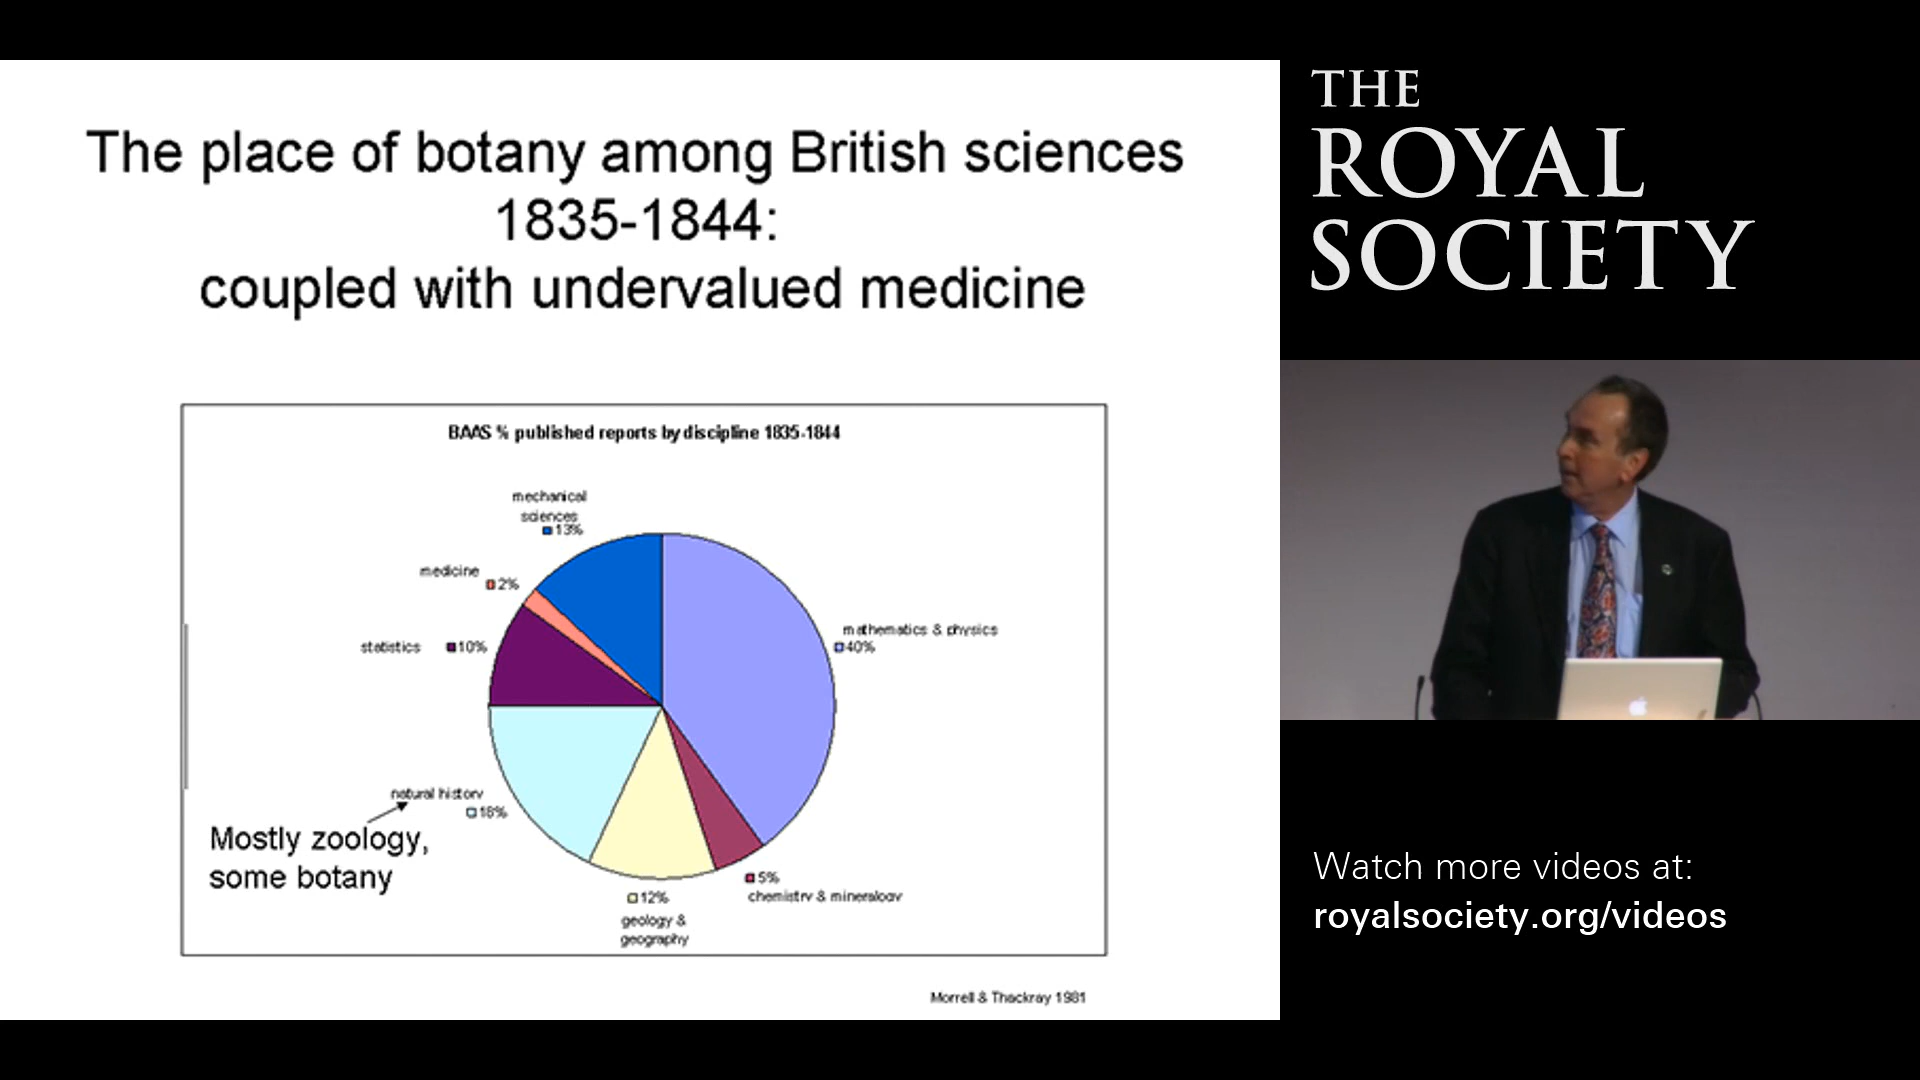 The place of botany among British sciences
1835-1844:
coupled with undervalued medicine
BAAS % published reports by discipline 1835-1844
mechanical
sciences
13%
medicine
2%
statistics 10%
mathematics & physics
40%
natural history
18%
Mostly zoology,
some botany
5%
chemistry & mineralogy
12%
geology &
geography
Morrell & Thackray 1981
THE
ROYAL
SOCIETY
Watch more videos at:
royalsociety.org/videos